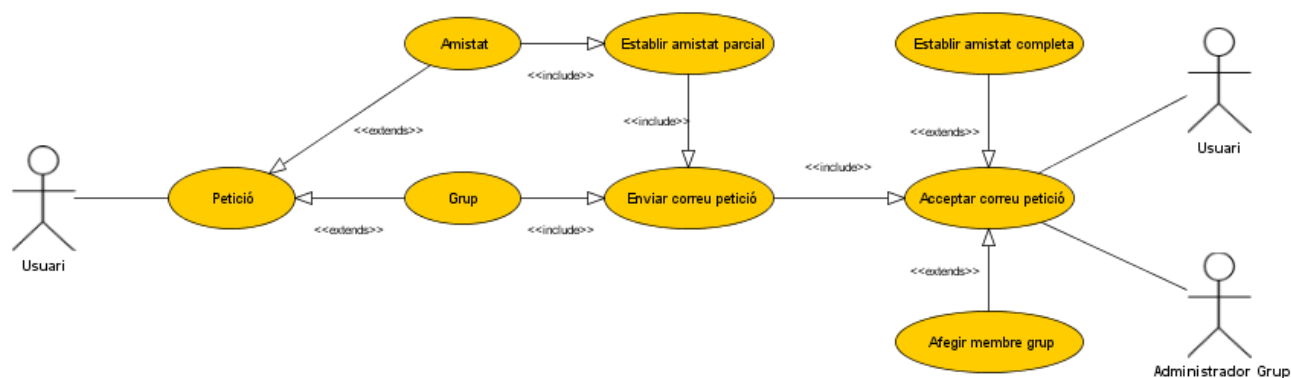 Amistat
<<include>>
Establir amistat parcial
Establir amistat completa
<<extends>>
<<include>>
<<extends>>
Usuari
Petició
<<extends>>
Grup
<<include>>
Enviar correu petició
<<include>>
Acceptar correu petició
Usuari
<<extends>>
Afegir membre grup
Administrador Grup